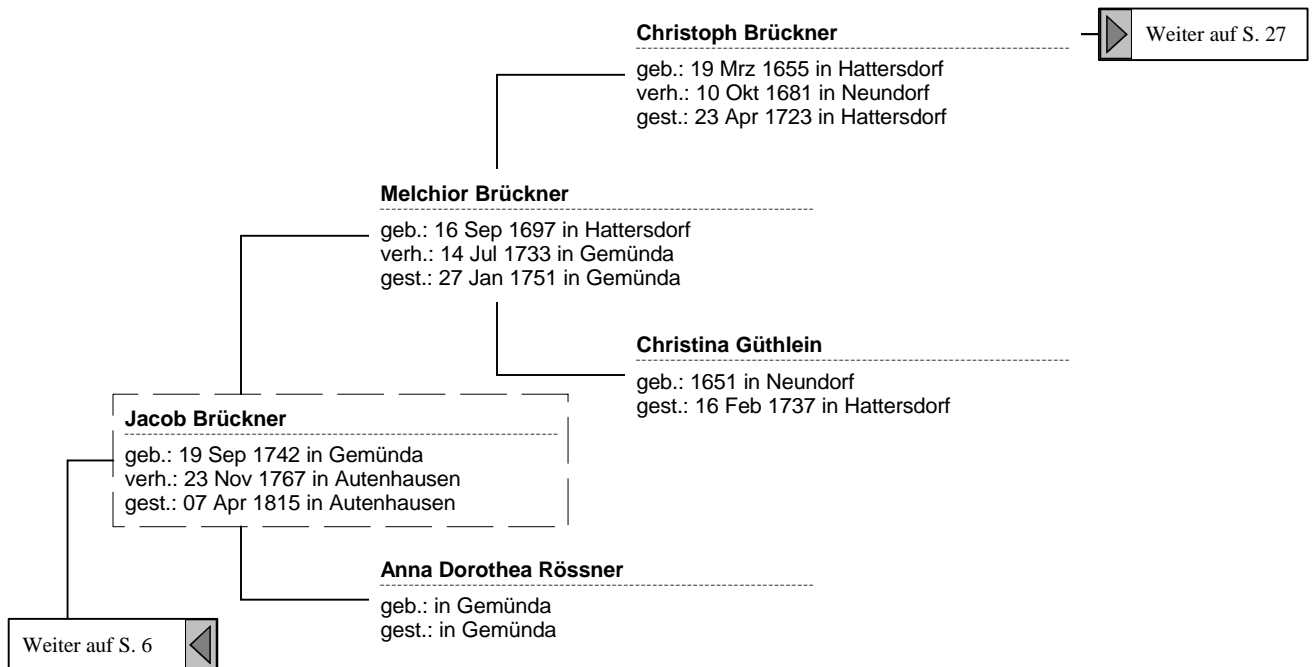 Christoph Brückner
Weiter auf S. 27
geb.: 19 Mrz 1655 in Hattersdorf
verh.: 10 Okt 1681 in Neundorf
gest.: 23 Apr 1723 in Hattersdorf
Melchior Brückner
geb.: 16 Sep 1697 in Hattersdorf
verh.: 14 Jul 1733 in Gemünda
gest.: 27 Jan 1751 in Gemünda
Christina Güthlein
geb.: 1651 in Neundorf
gest.: 16 Feb 1737 in Hattersdorf
Jacob Brückner
geb.: 19 Sep 1742 in Gemünda
verh.: 23 Nov 1767 in Autenhausen
gest.: 07 Apr 1815 in Autenhausen
Anna Dorothea Rössner
geb.: in Gemünda
gest.: in Gemünda
Weiter auf S. 6